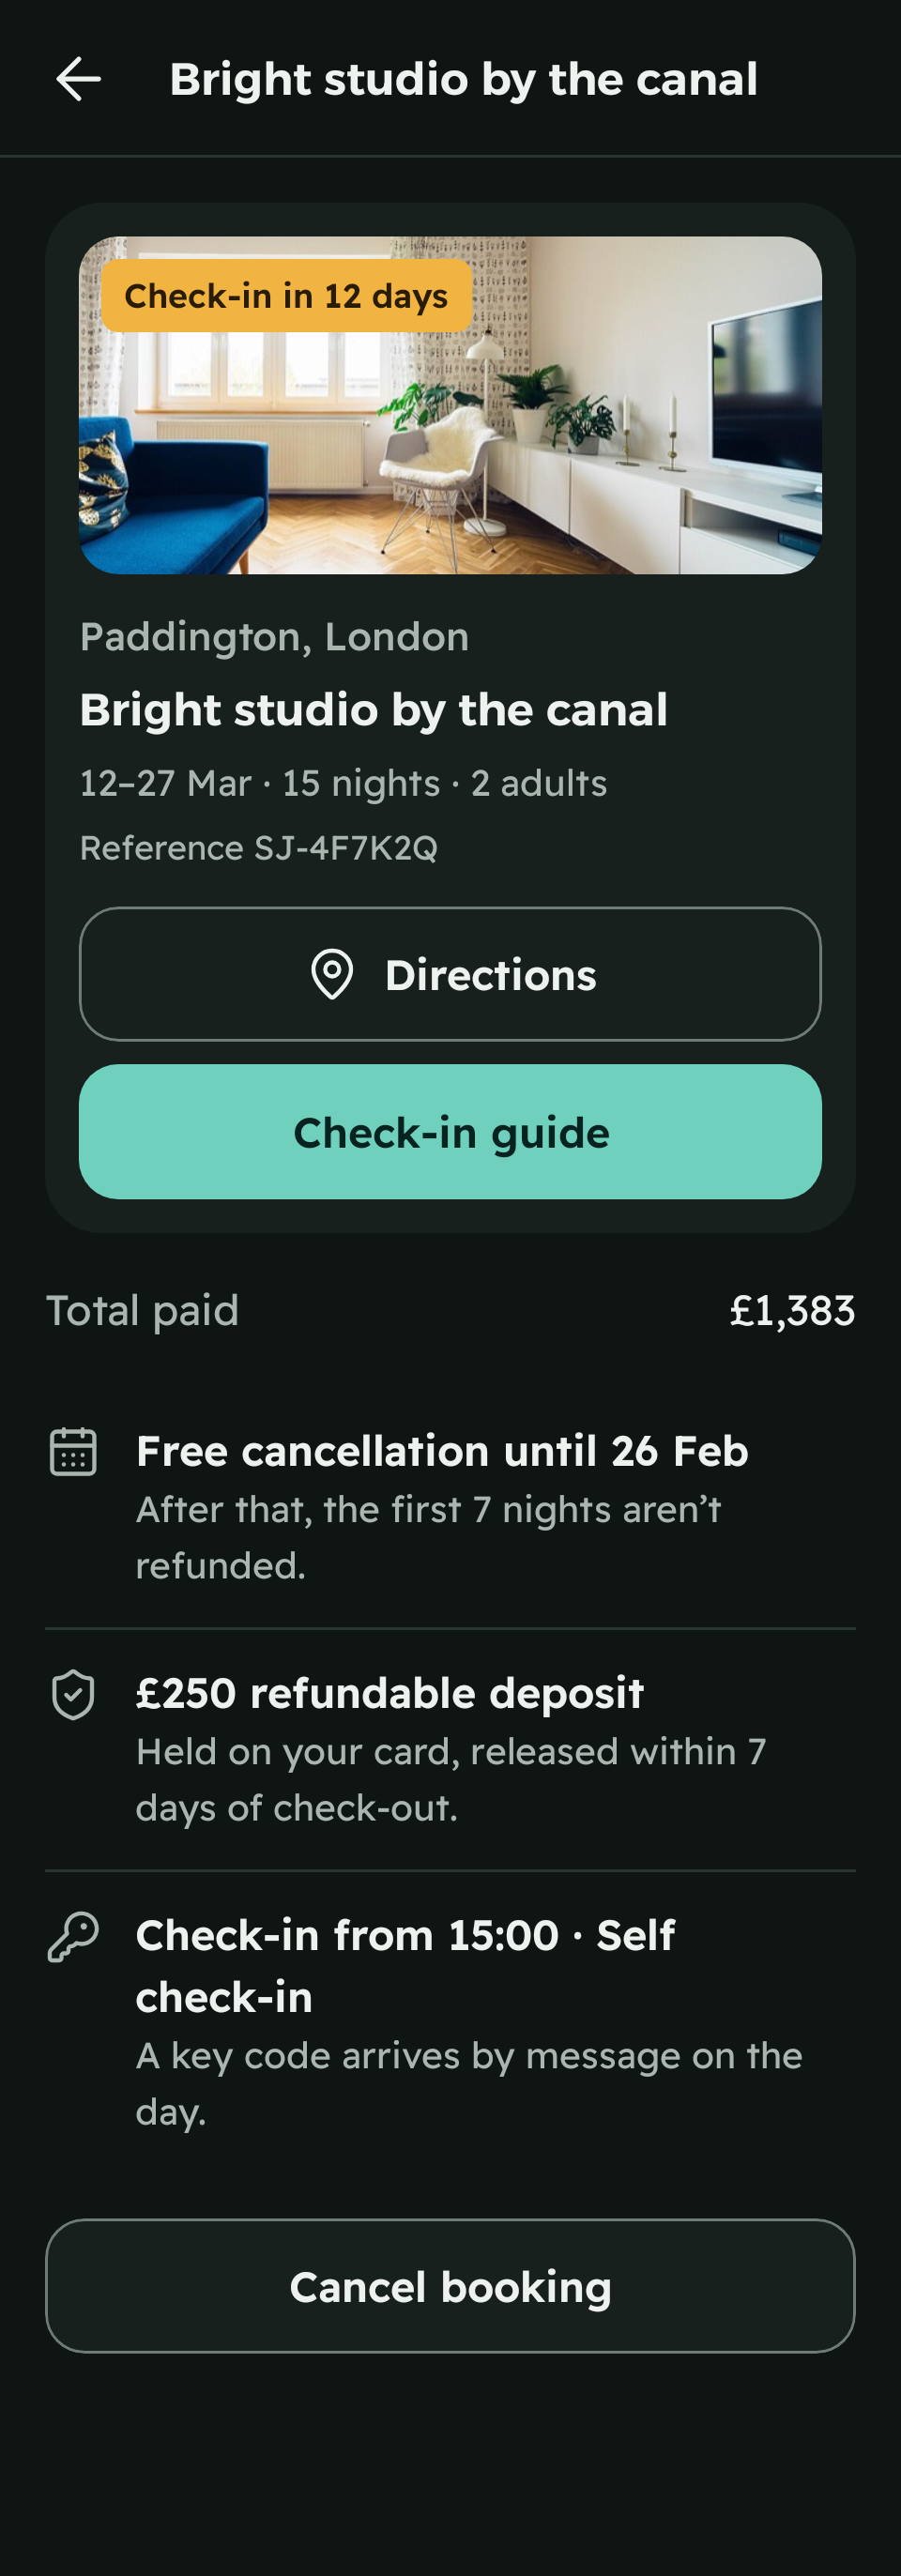 Bright studio by the canal
Check-in in 12 days
Paddington, London
Bright studio by the canal
12–27 Mar · 15 nights · 2 adults
Reference SJ-4F7K2Q
Directions
Check-in guide
Total paid £1,383
Free cancellation until 26 Feb
After that, the first 7 nights aren’t
refunded.
£250 refundable deposit
Held on your card, released within 7
days of check-out.
Check-in from 15:00 · Self
check-in
A key code arrives by message on the
day.
Cancel booking